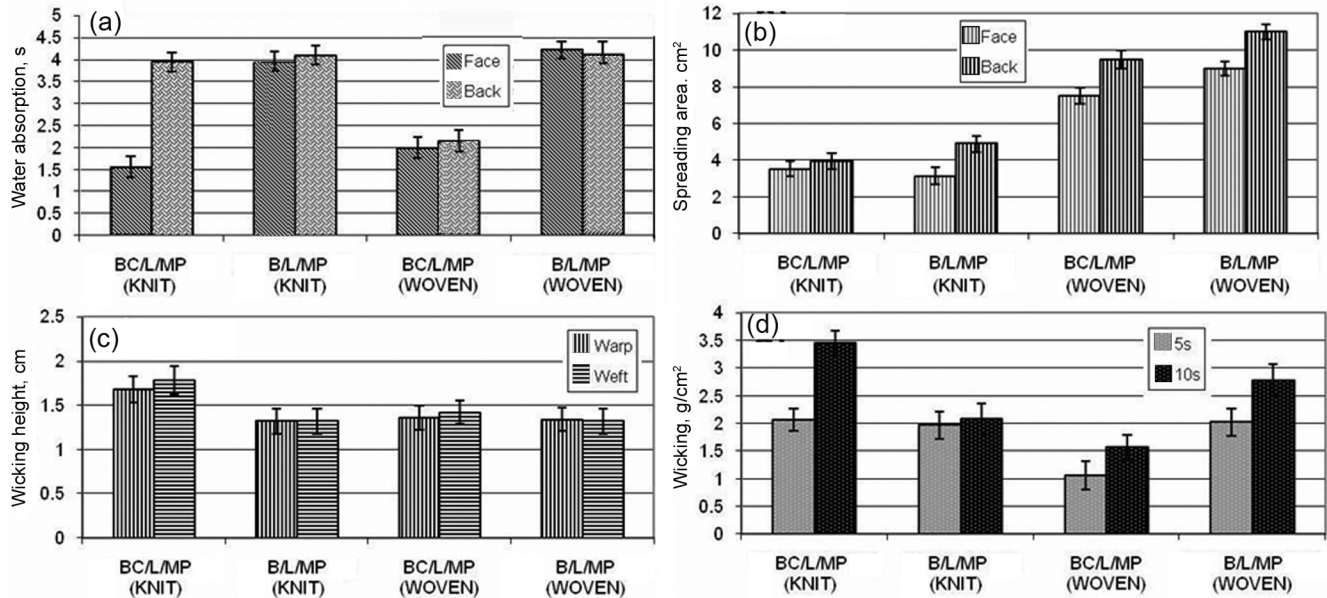 (a)
Water absorption, s
5
4.5
4
3.5
3
2.5
2
1.5
1
0.5
0
Face
Back
BC/L/MP B/L/MP BC/L/MP B/L/MP
(KNIT) (KNIT) (WOVEN) (WOVEN)
(b)
Spreading area. cm²
12
10
8
6
4
2
0
Face
Back
BC/L/MP B/L/MP BC/L/MP B/L/MP
(KNIT) (KNIT) (WOVEN) (WOVEN)
(c)
Wicking height, cm
2.5
2
1.5
1
0.5
0
Warp
Weft
BC/L/MP B/L/MP BC/L/MP B/L/MP
(KNIT) (KNIT) (WOVEN) (WOVEN)
(d)
Wicking, g/cm²
4
3.5
3
2.5
2
1.5
1
0.5
0
5s
10s
BC/L/MP B/L/MP BC/L/MP B/L/MP
(KNIT) (KNIT) (WOVEN) (WOVEN)